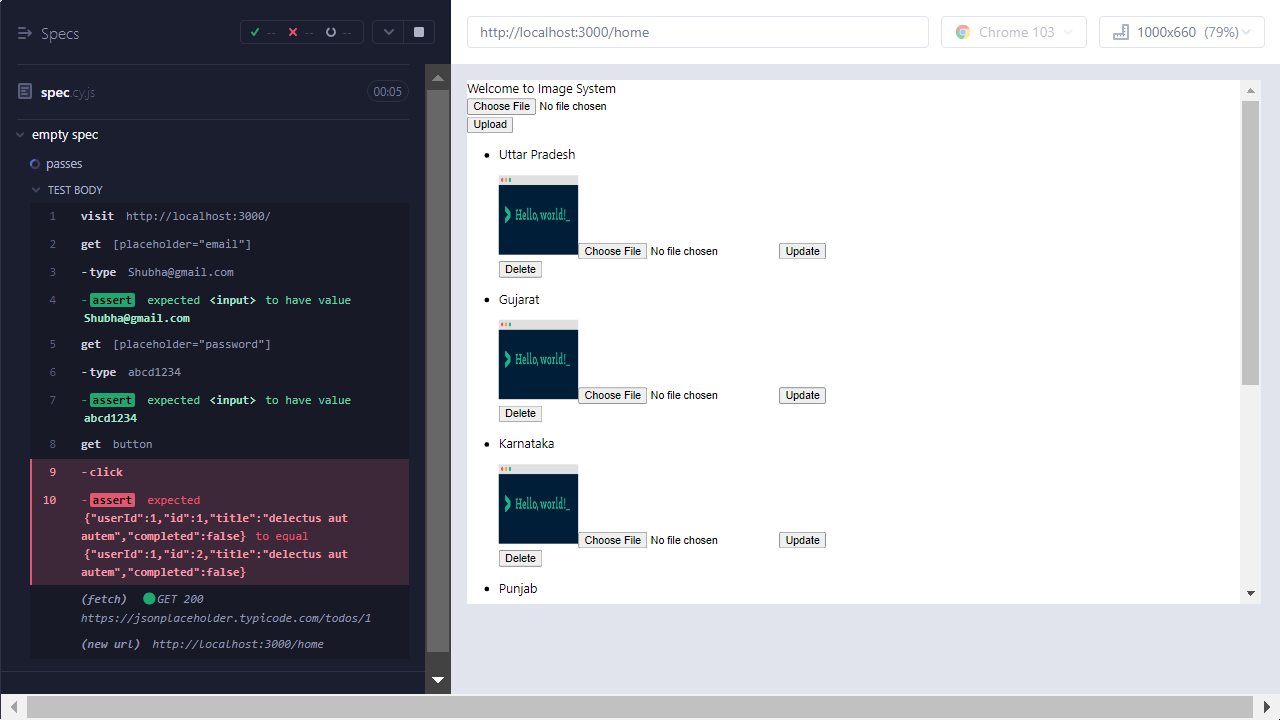 Specs
-- -- --
spec.cy.js 00:05
empty spec
passes
TEST BODY
1 visit http://localhost:3000/
2 get [placeholder="email"]
3 -type Shubha@gmail.com
4 -assert expected <input> to have value
Shubha@gmail.com
5 get [placeholder="password"]
6 -type abcd1234
7 -assert expected <input> to have value
abcd1234
8 get button
9 -click
10 -assert expected
{"userId":1,"id":1,"title":"delectus aut
autem","completed":false} to equal
{"userId":1,"id":2,"title":"delectus aut
autem","completed":false}
(fetch) GET 200
https://jsonplaceholder.typicode.com/todos/1
(new url) http://localhost:3000/home
http://localhost:3000/home Chrome 103 1000x660 (79%)
Welcome to Image System
Choose File No file chosen
Upload
Uttar Pradesh
Hello, world!_
Choose File No file chosen Update
Delete
Gujarat
Hello, world!_
Choose File No file chosen Update
Delete
Karnataka
Hello, world!_
Choose File No file chosen Update
Delete
Punjab